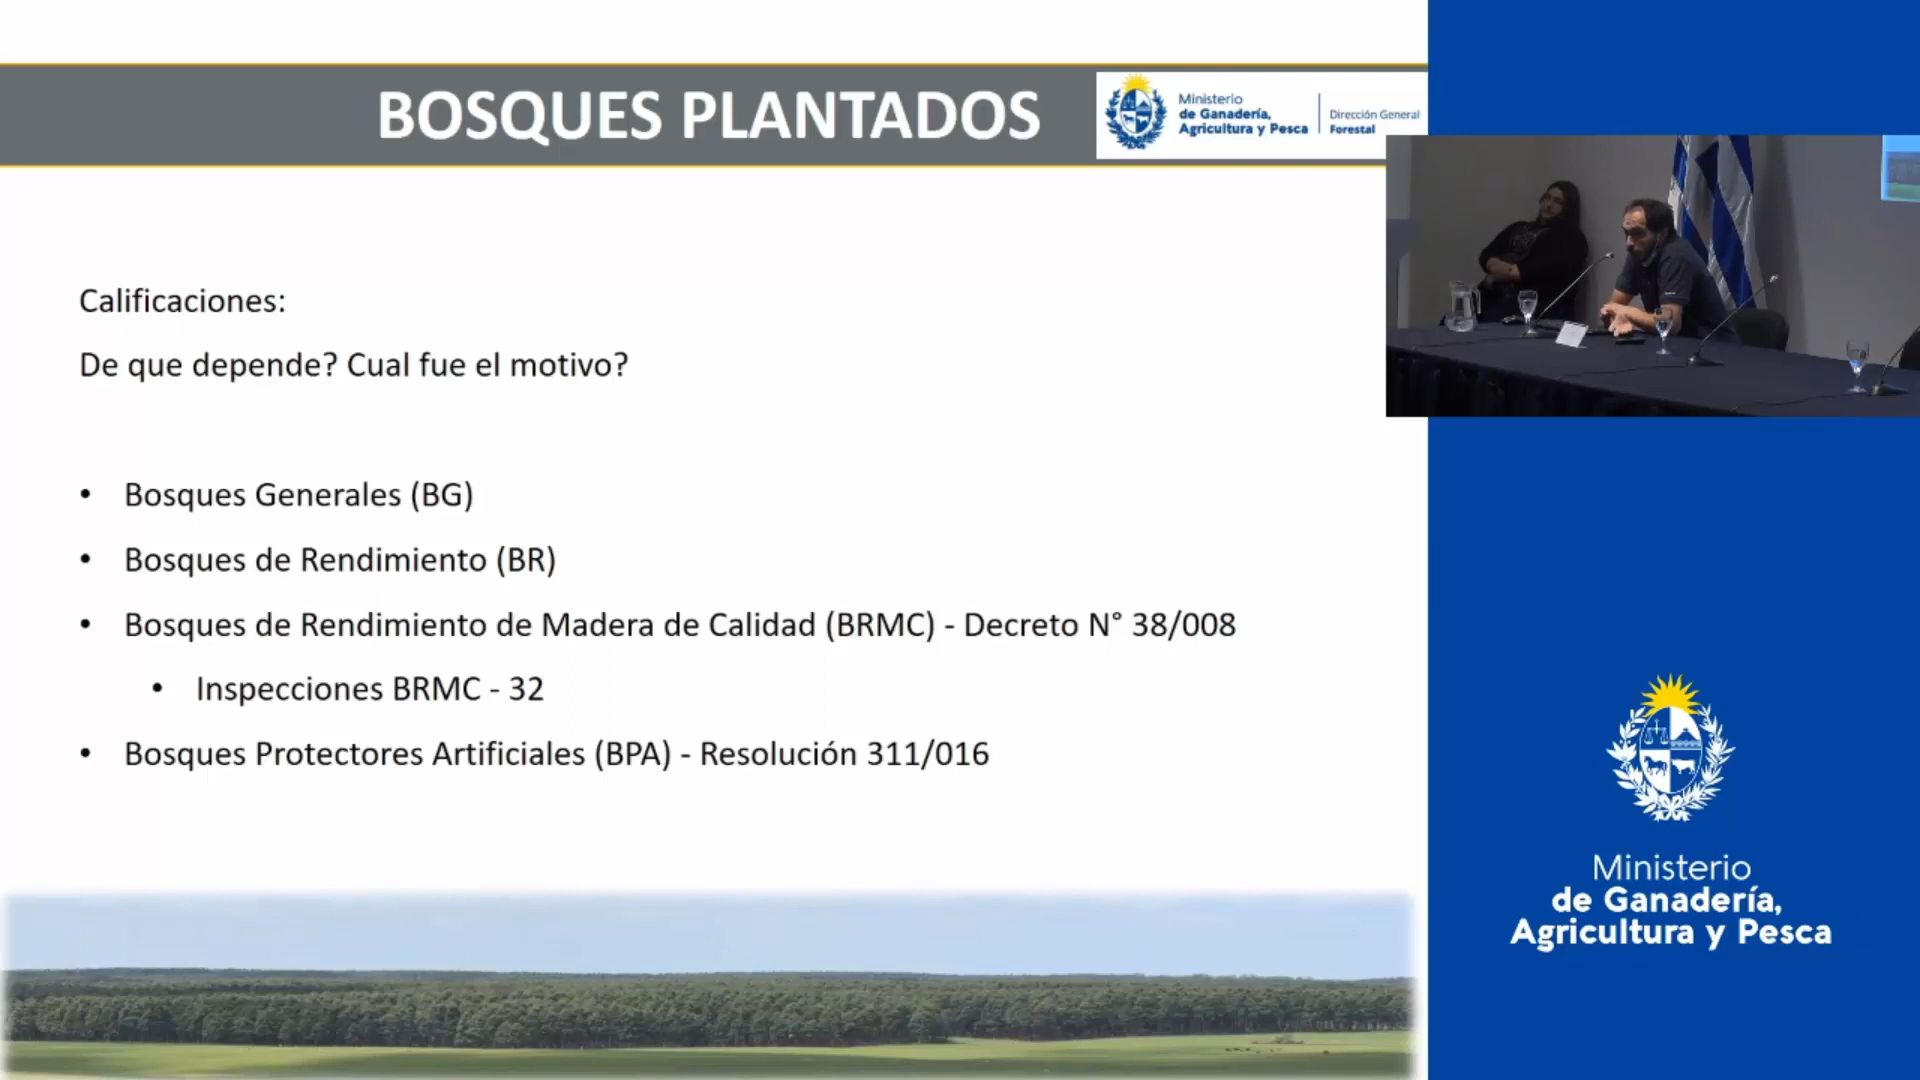 BOSQUES PLANTADOS
Ministerio
de Ganadería,
Agricultura y Pesca
Dirección General
Forestal
Calificaciones:
De que depende? Cual fue el motivo?
• Bosques Generales (BG)
• Bosques de Rendimiento (BR)
• Bosques de Rendimiento de Madera de Calidad (BRMC) - Decreto N° 38/008
• Inspecciones BRMC - 32
• Bosques Protectores Artificiales (BPA) - Resolución 311/016
Ministerio
de Ganadería,
Agricultura y Pesca